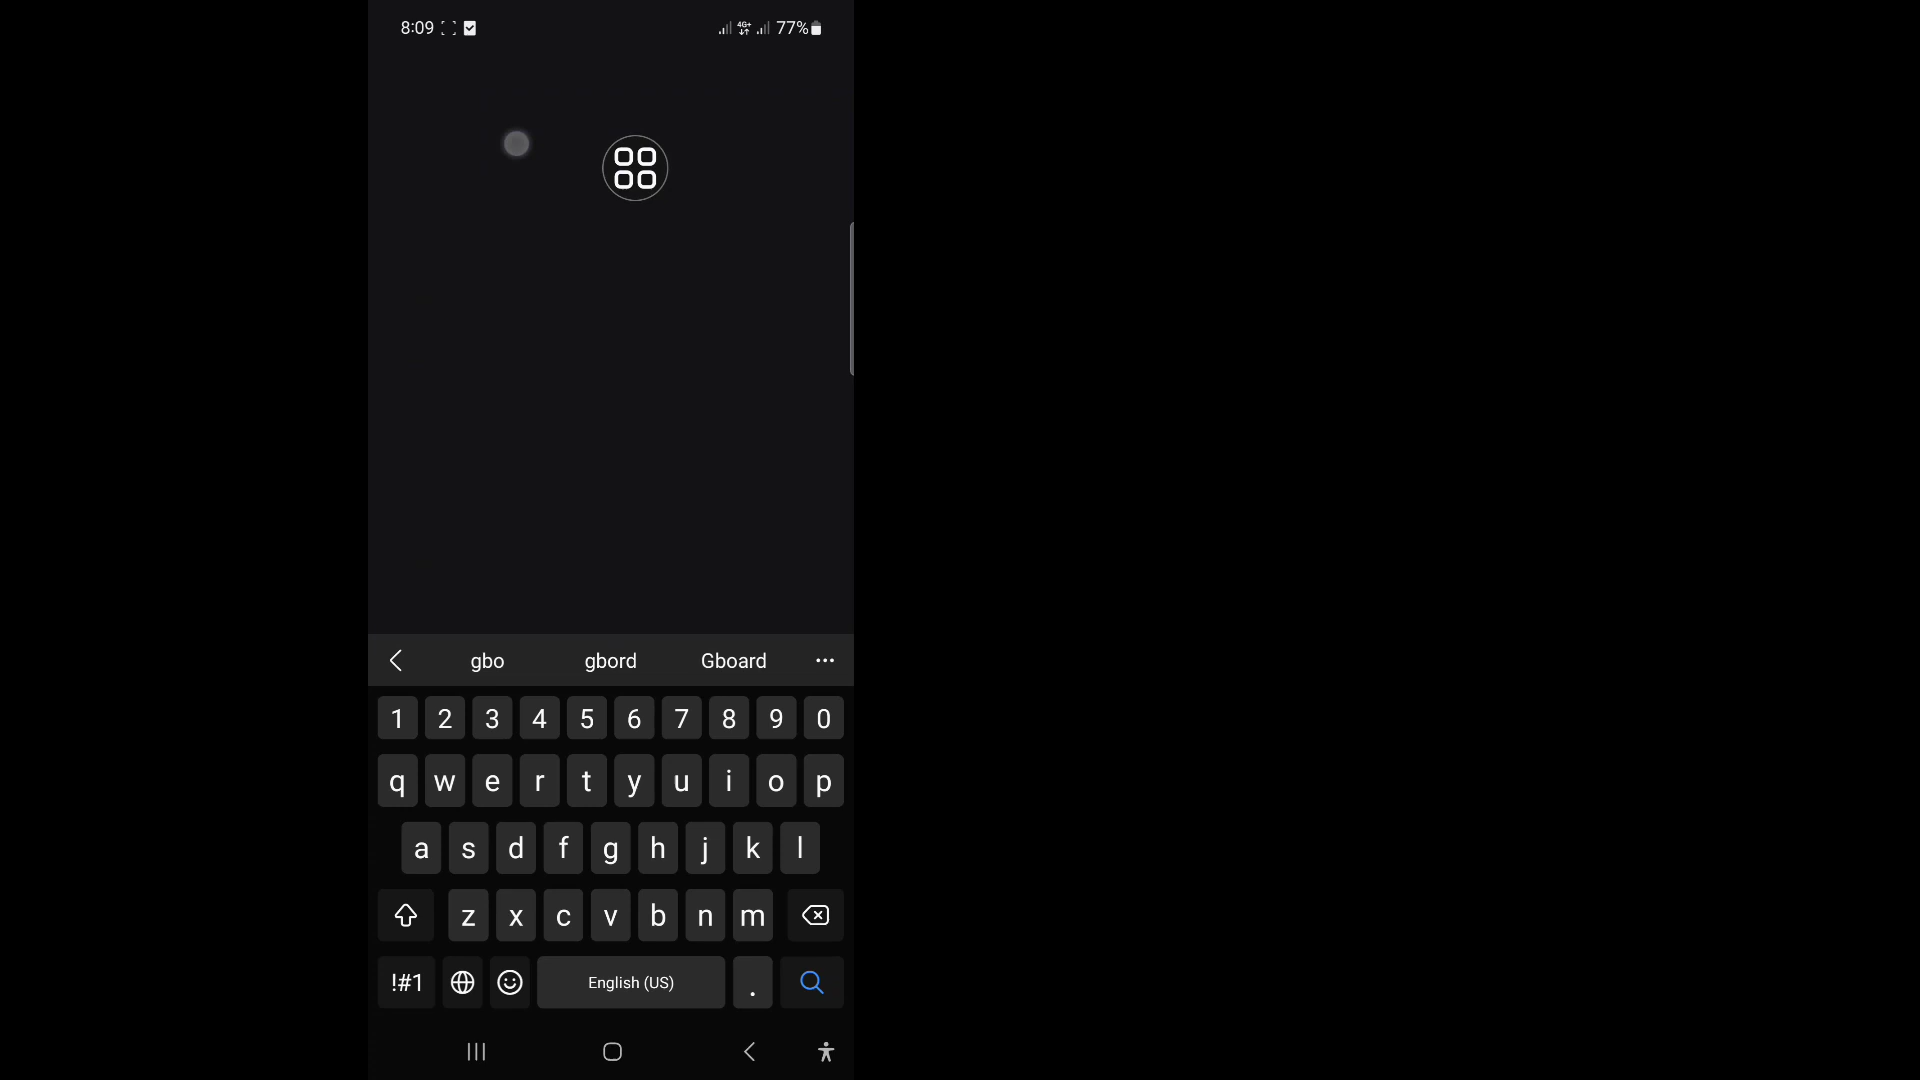 8:09 4G+ 77%
gbo gbord Gboard ...
1 2 3 4 5 6 7 8 9 0
q w e r t y u i o p
a s d f g h j k l
z x c v b n m
!#1 English (US) .